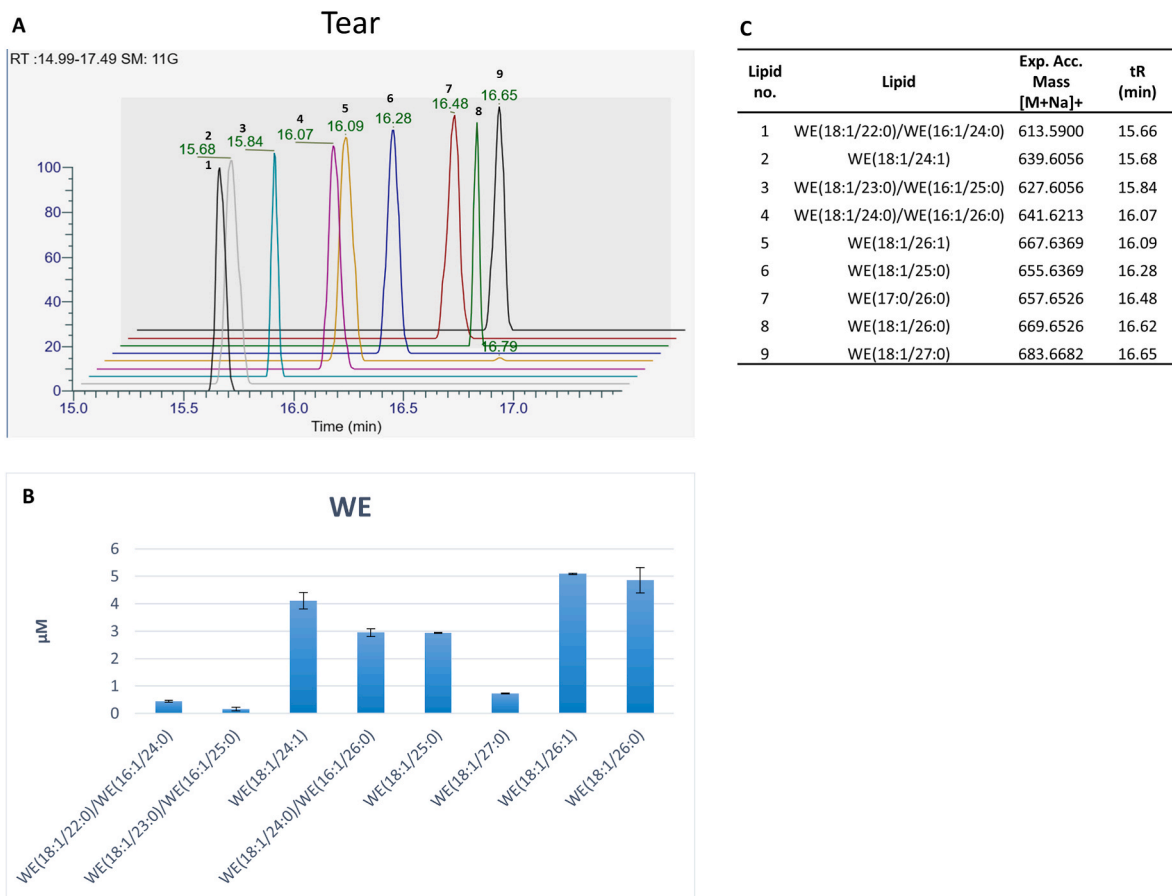 A
Tear
RT :14.99-17.49 SM: 11G
9
7
16.65
16.48
8
6
16.28
5
16.09
4
16.07
3
15.84
2
15.68
1
100
80
60
40
20
0
16.79
15.0 15.5 16.0 16.5 17.0
Time (min)
B
WE
6
5
4
3
2
1
0
µM
WE(18:1/22:0)/WE(16:1/24:0)
WE(18:1/23:0)/WE(16:1/25:0)
WE(18:1/24:1)
WE(18:1/24:0)/WE(16:1/26:0)
WE(18:1/25:0)
WE(18:1/27:0)
WE(18:1/26:1)
WE(18:1/26:0)
C
Lipid no. Lipid Exp. Acc. Mass [M+Na]+ tR (min)
1 WE(18:1/22:0)/WE(16:1/24:0) 613.5900 15.66
2 WE(18:1/24:1) 639.6056 15.68
3 WE(18:1/23:0)/WE(16:1/25:0) 627.6056 15.84
4 WE(18:1/24:0)/WE(16:1/26:0) 641.6213 16.07
5 WE(18:1/26:1) 667.6369 16.09
6 WE(18:1/25:0) 655.6369 16.28
7 WE(17:0/26:0) 657.6526 16.48
8 WE(18:1/26:0) 669.6526 16.62
9 WE(18:1/27:0) 683.6682 16.65